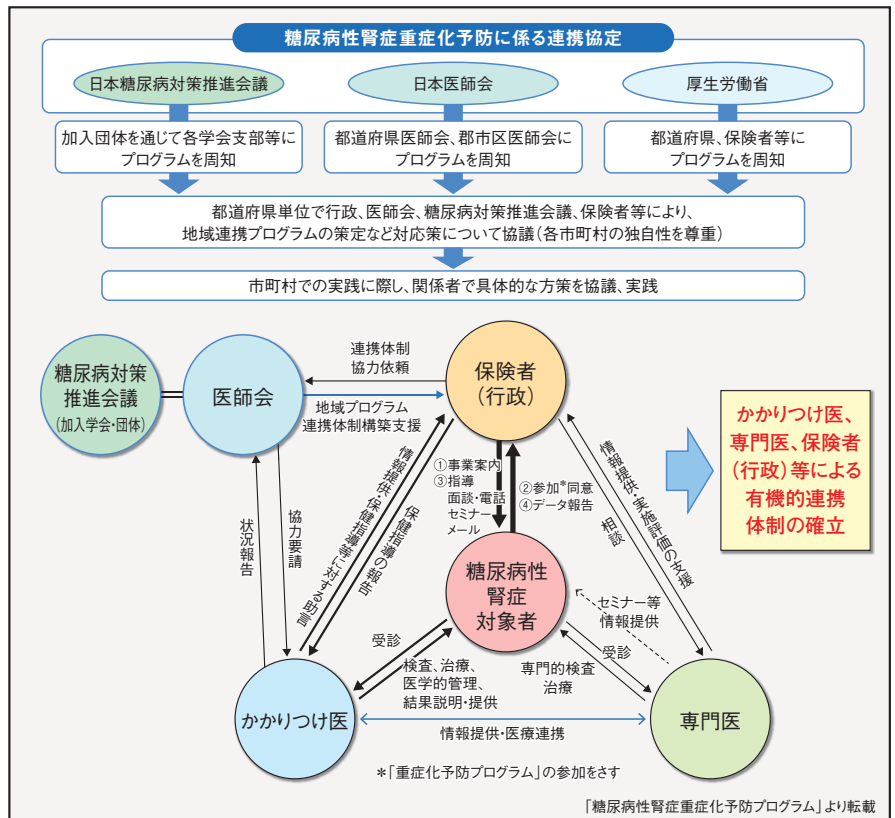 糖尿病性腎症重症化予防に係る連携協定
日本糖尿病対策推進会議
日本医師会
厚生労働省
加入団体を通じて各学会支部等に
プログラムを周知
都道府県医師会、郡市区医師会に
プログラムを周知
都道府県、保険者等に
プログラムを周知
都道府県単位で行政、医師会、糖尿病対策推進会議、保険者等により、
地域連携プログラムの策定など対応策について協議(各市町村の独自性を尊重)
市町村での実践に際し、関係者で具体的な方策を協議、実践
糖尿病対策
推進会議
(加入学会・団体)
医師会
連携体制
協力依頼
地域プログラム
連携体制構築支援
保険者
(行政)
かかりつけ医、
専門医、保険者
(行政)等による
有機的連携
体制の確立
①事業案内
③指導
面談・電話
セミナー
メール
②参加*同意
④データ報告
情報提供・保健指導等に対する助言
保健指導の報告
情報提供・実施評価の支援
相談
状況報告
協力要請
糖尿病性
腎症
対象者
セミナー等
情報提供
受診
検査、治療、
医学的管理、
結果説明・提供
受診
専門的検査
治療
かかりつけ医
情報提供・医療連携
専門医
*「重症化予防プログラム」の参加をさす
「糖尿病性腎症重症化予防プログラム」より転載